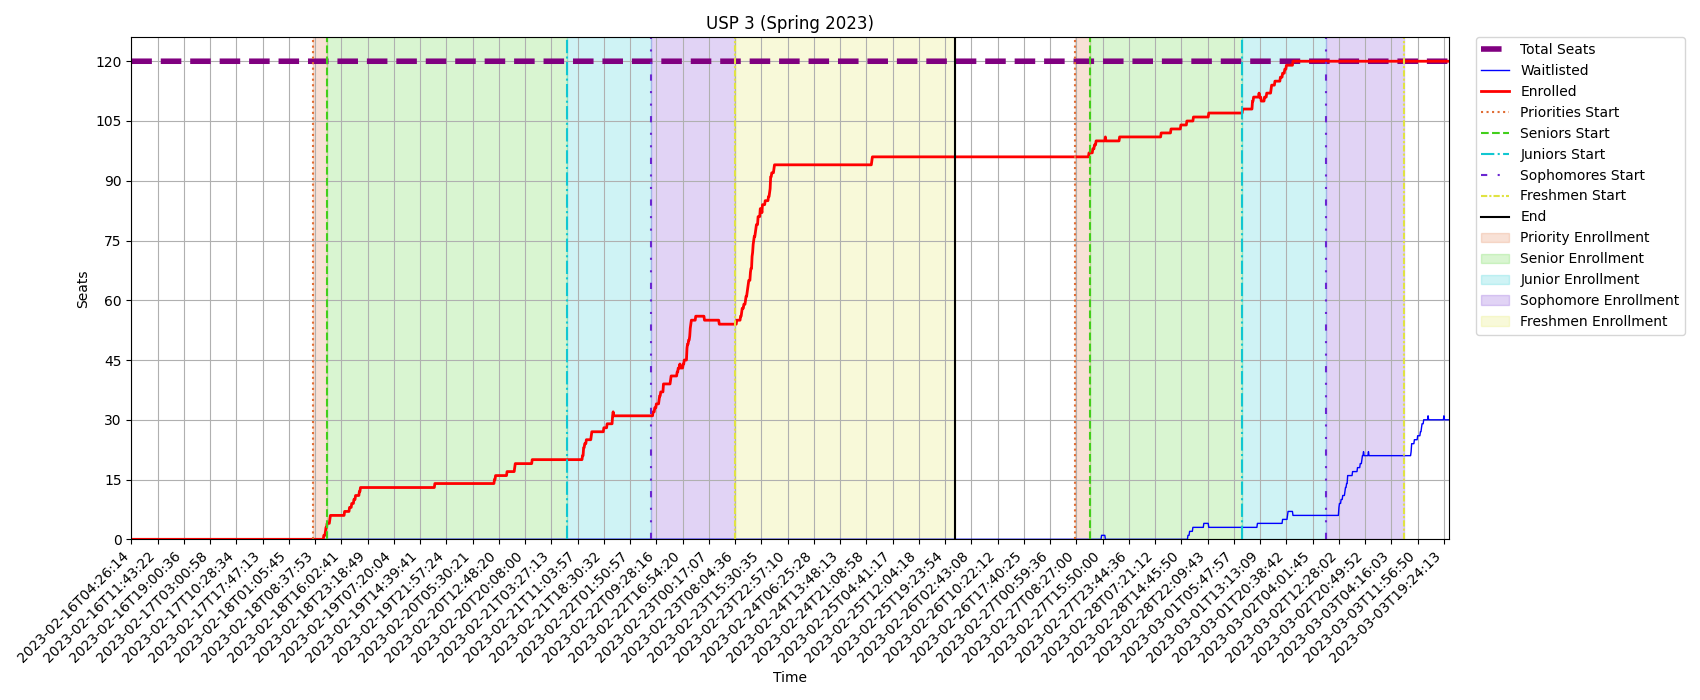 USP 3 (Spring 2023)
Seats
120
105
90
75
60
45
30
15
0
2023-02-16T04:26:14
2023-02-16T11:43:22
2023-02-16T19:00:36
2023-02-17T03:00:58
2023-02-17T10:28:34
2023-02-17T17:47:13
2023-02-18T01:05:45
2023-02-18T08:37:53
2023-02-18T16:02:41
2023-02-18T23:18:49
2023-02-19T07:20:04
2023-02-19T14:39:41
2023-02-19T21:57:24
2023-02-20T05:30:21
2023-02-20T12:48:20
2023-02-20T20:08:00
2023-02-21T03:27:13
2023-02-21T11:03:57
2023-02-21T18:30:32
2023-02-22T01:50:57
2023-02-22T09:28:16
2023-02-22T16:54:20
2023-02-23T00:17:07
2023-02-23T08:04:36
2023-02-23T15:30:35
2023-02-23T22:57:10
2023-02-24T06:25:28
2023-02-24T13:48:13
2023-02-24T21:08:58
2023-02-25T04:41:17
2023-02-25T12:04:18
2023-02-25T19:23:54
2023-02-26T02:43:08
2023-02-26T10:22:12
2023-02-26T17:40:25
2023-02-27T00:59:36
2023-02-27T08:27:00
2023-02-27T15:50:00
2023-02-27T23:44:36
2023-02-28T07:21:12
2023-02-28T14:45:50
2023-02-28T22:09:43
2023-03-01T05:47:57
2023-03-01T13:13:09
2023-03-01T20:38:42
2023-03-02T04:01:45
2023-03-02T12:28:02
2023-03-02T20:49:52
2023-03-03T04:16:03
2023-03-03T11:56:50
2023-03-03T19:24:13
Time
Total Seats
Waitlisted
Enrolled
Priorities Start
Seniors Start
Juniors Start
Sophomores Start
Freshmen Start
End
Priority Enrollment
Senior Enrollment
Junior Enrollment
Sophomore Enrollment
Freshmen Enrollment